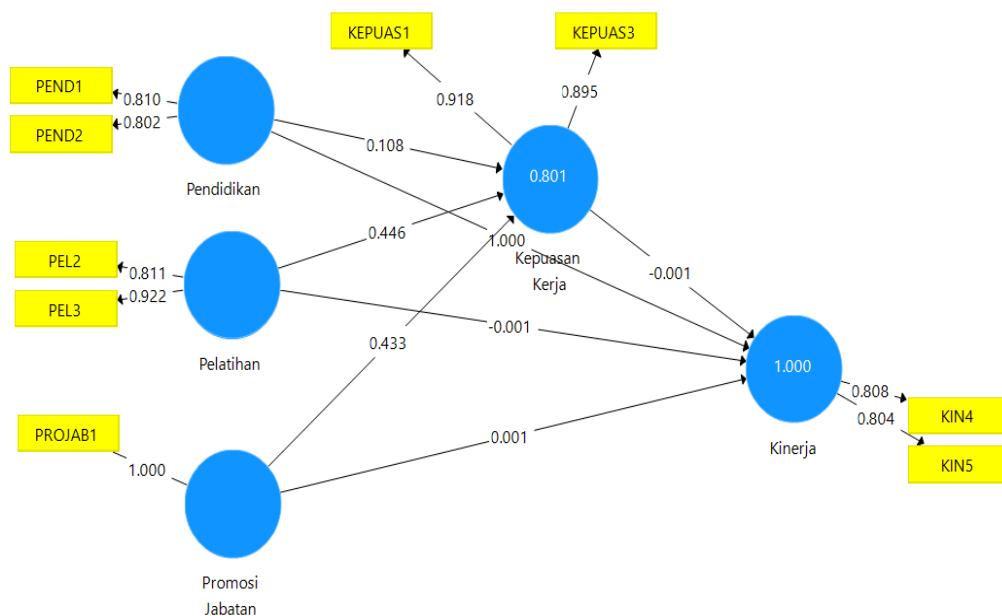 KEPUAS1
KEPUAS3
PEND1
PEND2
0.810
0.802
0.918
0.895
Pendidikan
0.108
0.801
Kepuasan
Kerja
1.000
PEL2
PEL3
0.811
0.922
0.446
-0.001
Pelatihan
-0.001
0.433
1.000
Kinerja
0.808
0.804
KIN4
KIN5
PROJAB1
1.000
0.001
Promosi
Jabatan